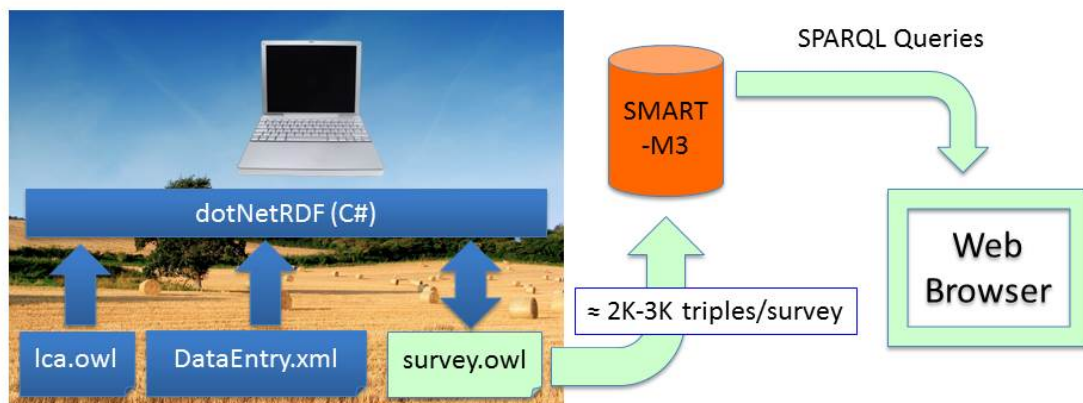 SPARQL Queries
SMART
-M3
dotNetRDF (C#)
Web
Browser
≈ 2K-3K triples/survey
lca.owl
DataEntry.xml
survey.owl